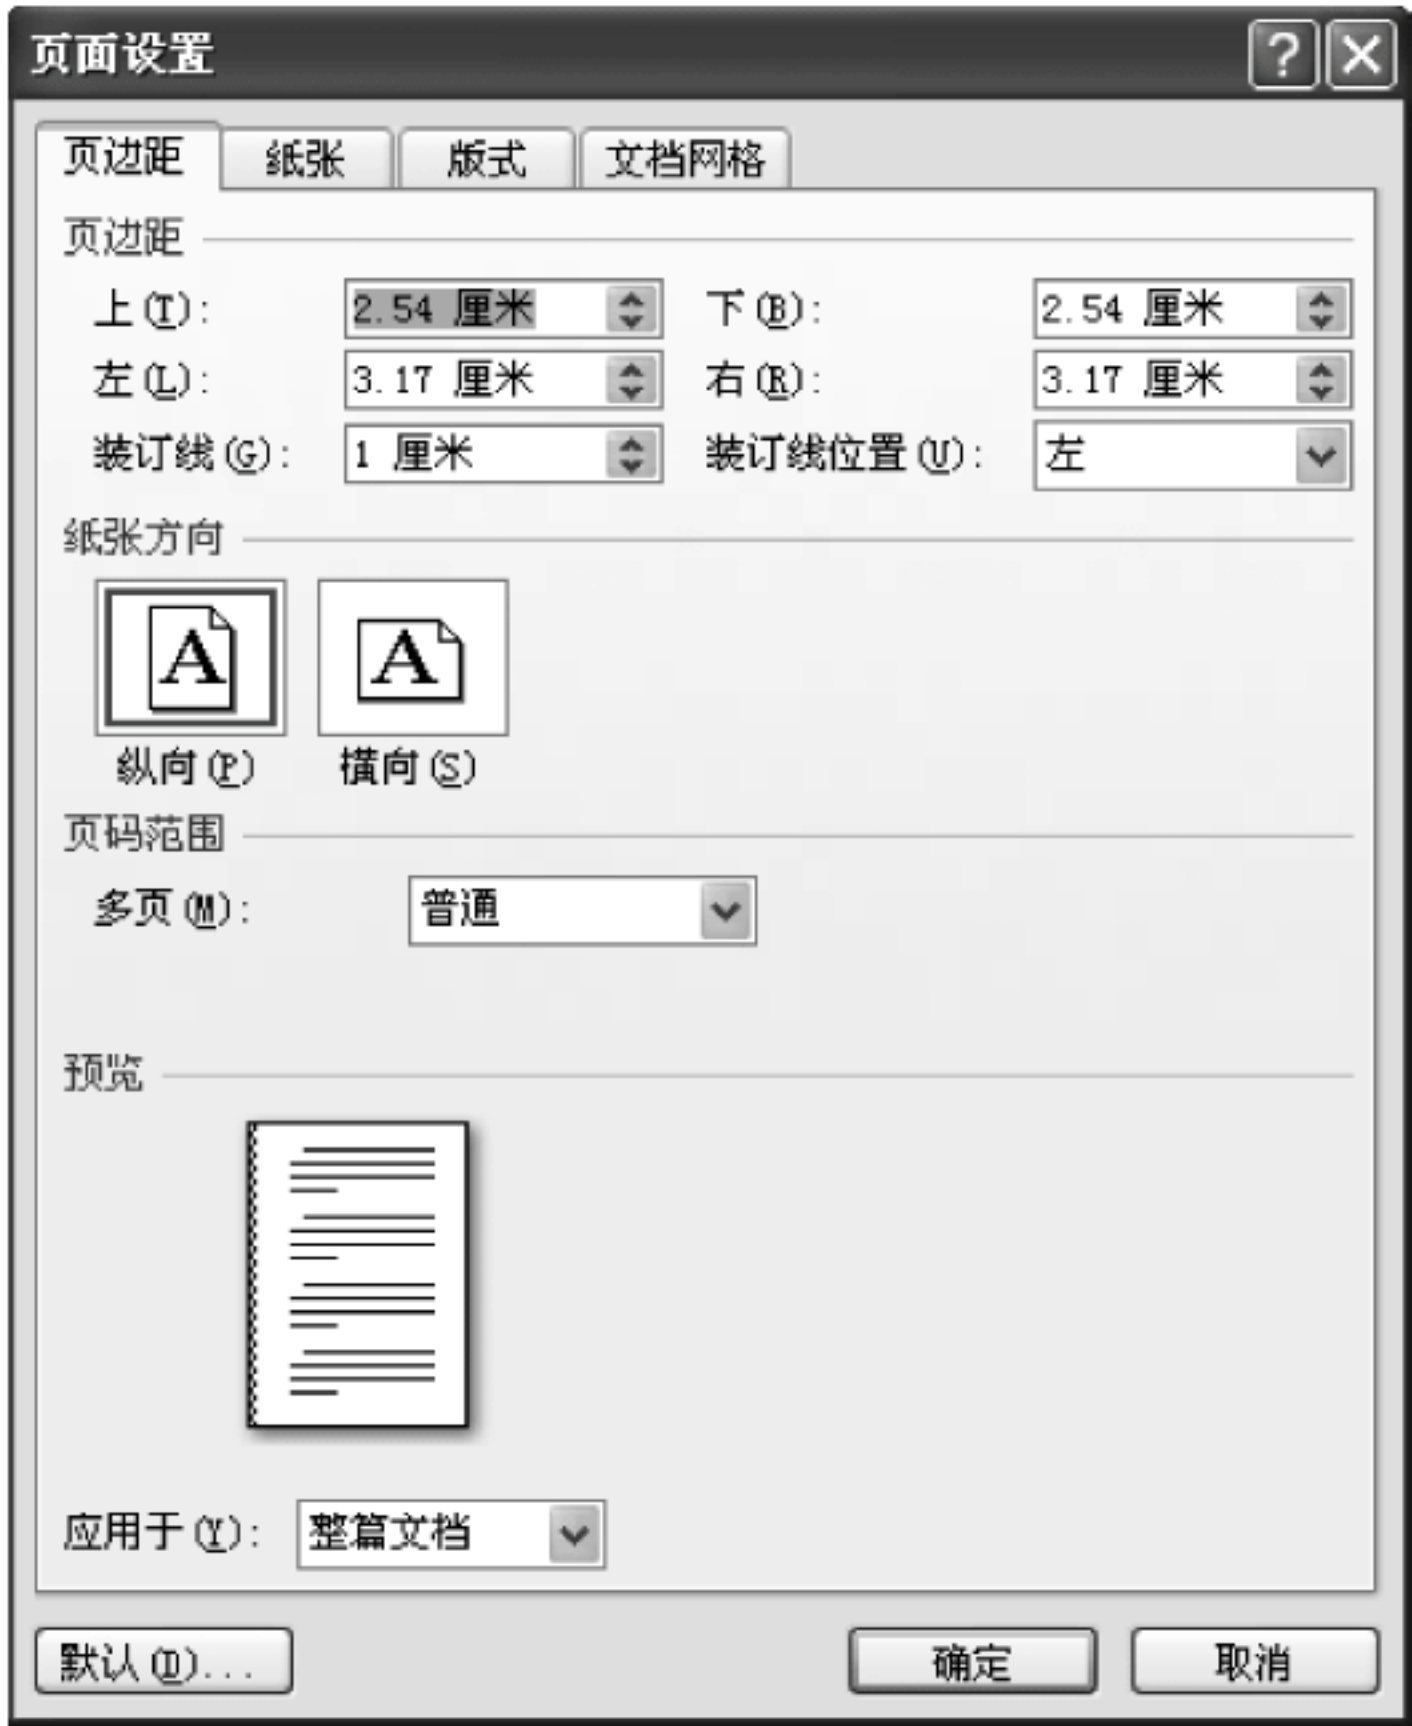 页面设置
页边距 纸张 版式 文档网格
页边距
上(T): 2.54 厘米 下(B): 2.54 厘米
左(L): 3.17 厘米 右(R): 3.17 厘米
装订线(G): 1 厘米 装订线位置(U): 左
纸张方向
A A
纵向(P) 横向(S)
页码范围
多页(M): 普通
预览
应用于(Y): 整篇文档
默认(D)... 确定 取消